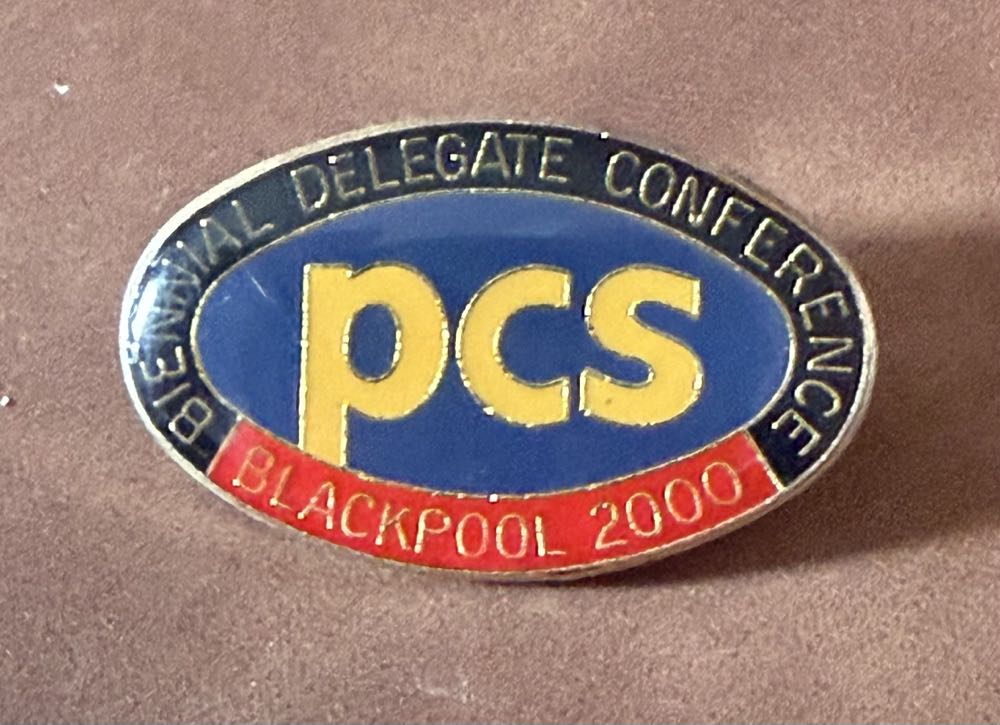 BIENNIAL DELEGATE CONFERENCE
pcs
BLACKPOOL 2000